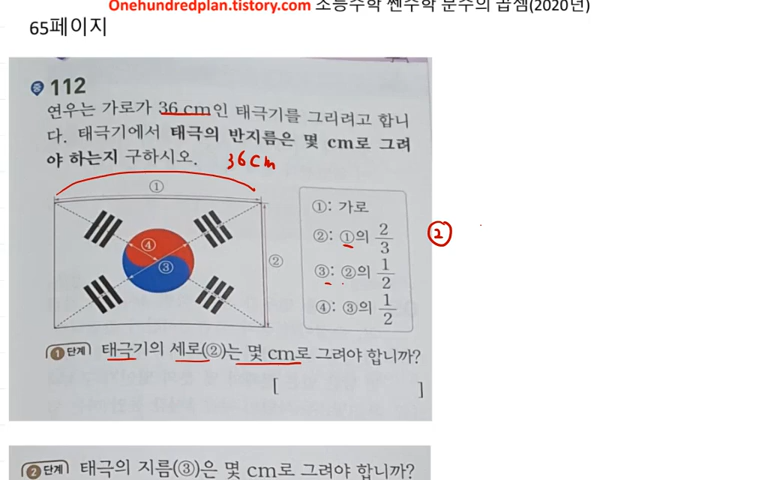 Onehundredplan.tistory.com 초등수학 쎈수학 분수의 곱셈(2020년)
65페이지
중 112
연우는 가로가 36 cm인 태극기를 그리려고 합니
다. 태극기에서 태극의 반지름은 몇 cm로 그려
야 하는지 구하시오.
36cm
①
④
③
②
①: 가로
②: ①의 2/3
③: ②의 1/2
④: ③의 1/2
②
1단계 태극기의 세로(②)는 몇 cm로 그려야 합니까?
[ ]
2단계 태극의 지름(③)은 몇 cm로 그려야 합니까?